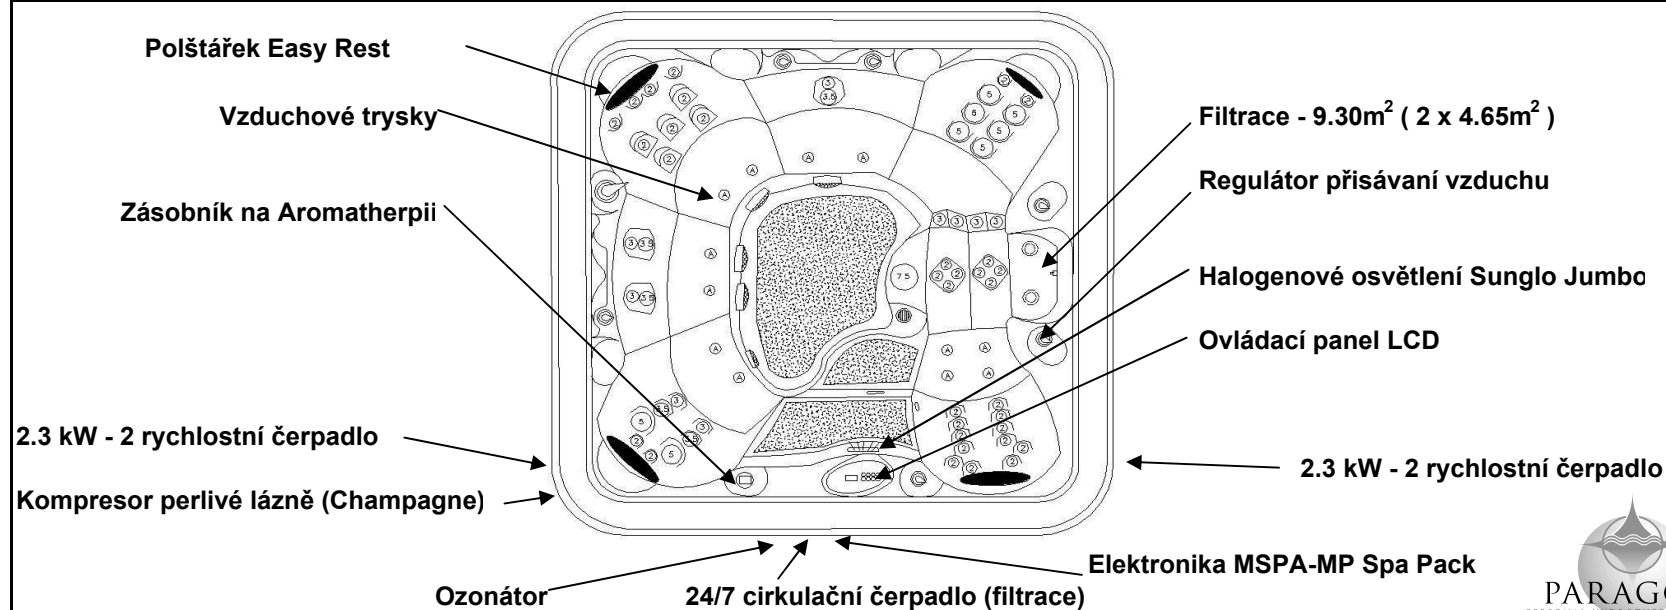 Polštářek Easy Rest
Vzduchové trysky
Zásobník na Aromatherpii
2.3 kW - 2 rychlostní čerpadlo
Kompresor perlivé lázně (Champagne)
Ozonátor
24/7 cirkulační čerpadlo (filtrace)
Elektronika MSPA-MP Spa Pack
2.3 kW - 2 rychlostní čerpadlo
Filtrace - 9.30m² ( 2 x 4.65m² )
Regulátor přisávaní vzduchu
Halogenové osvětlení Sunglo Jumbo
Ovládací panel LCD